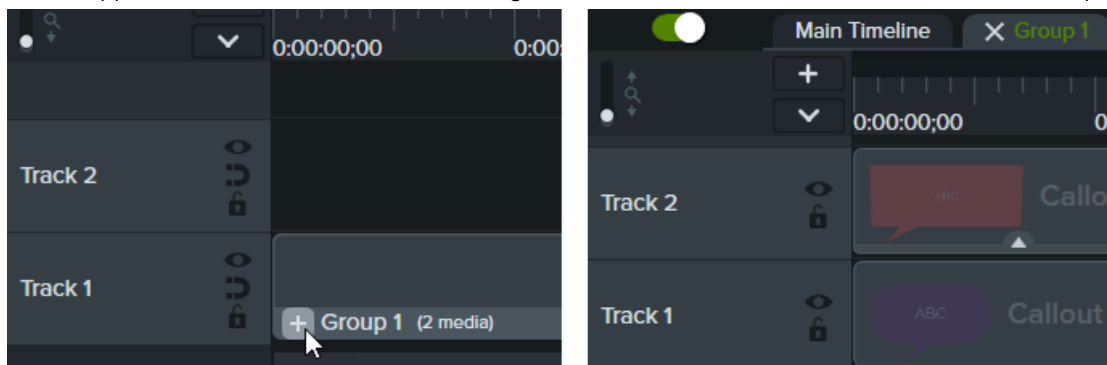 0:00:00;00
0:00:
Track 2
Track 1
Group 1 (2 media)
Main Timeline
Group 1
0:00:00;00
0
Track 2
ABC
Callo
Track 1
ABC
Callout